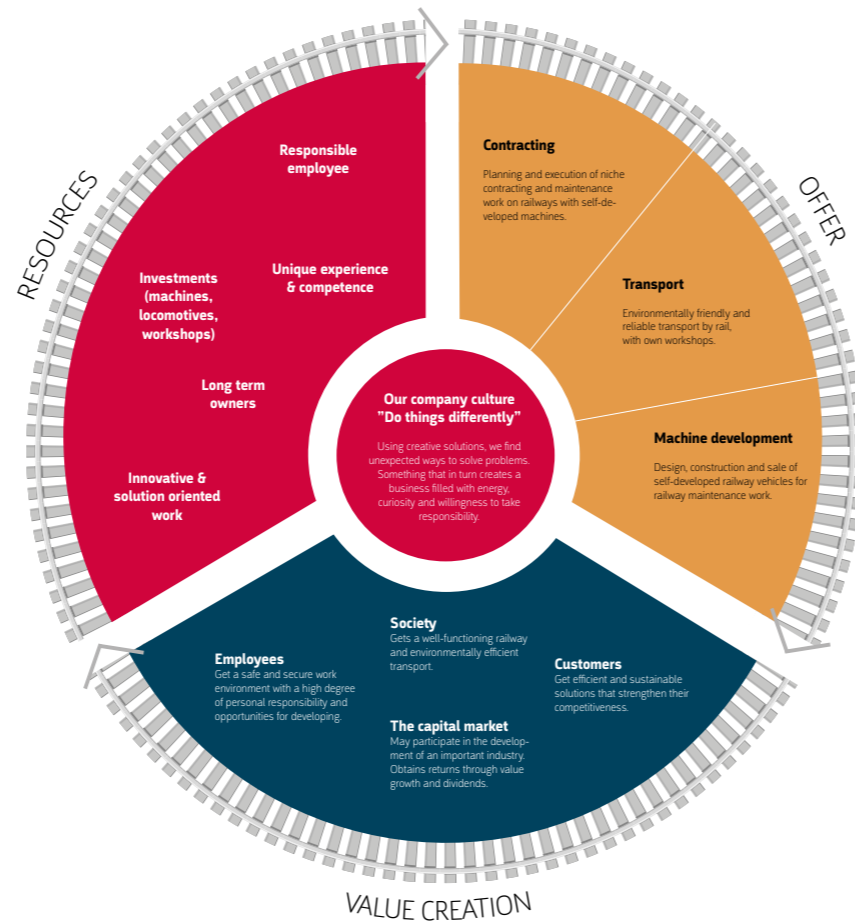 RESOURCES
Responsible
employee
Unique experience
& competence
Investments
(machines,
locomotives,
workshops)
Long term
owners
Innovative &
solution oriented
work
OFFER
Contracting
Planning and execution of niche
contracting and maintenance
work on railways with self-de-
veloped machines.
Transport
Environmentally friendly and
reliable transport by rail,
with own workshops.
Machine development
Design, construction and sale of
self-developed railway vehicles for
railway maintenance work.
Our company culture
"Do things differently"
Using creative solutions, we find
unexpected ways to solve problems.
Something that in turn creates a
business filled with energy,
curiosity and willingness to take
responsibility.
Employees
Get a safe and secure work
environment with a high degree
of personal responsibility and
opportunities for developing.
Society
Gets a well-functioning railway
and environmentally efficient
transport.
The capital market
May participate in the develop-
ment of an important industry.
Obtains returns through value
growth and dividends.
Customers
Get efficient and sustainable
solutions that strengthen their
competitiveness.
VALUE CREATION